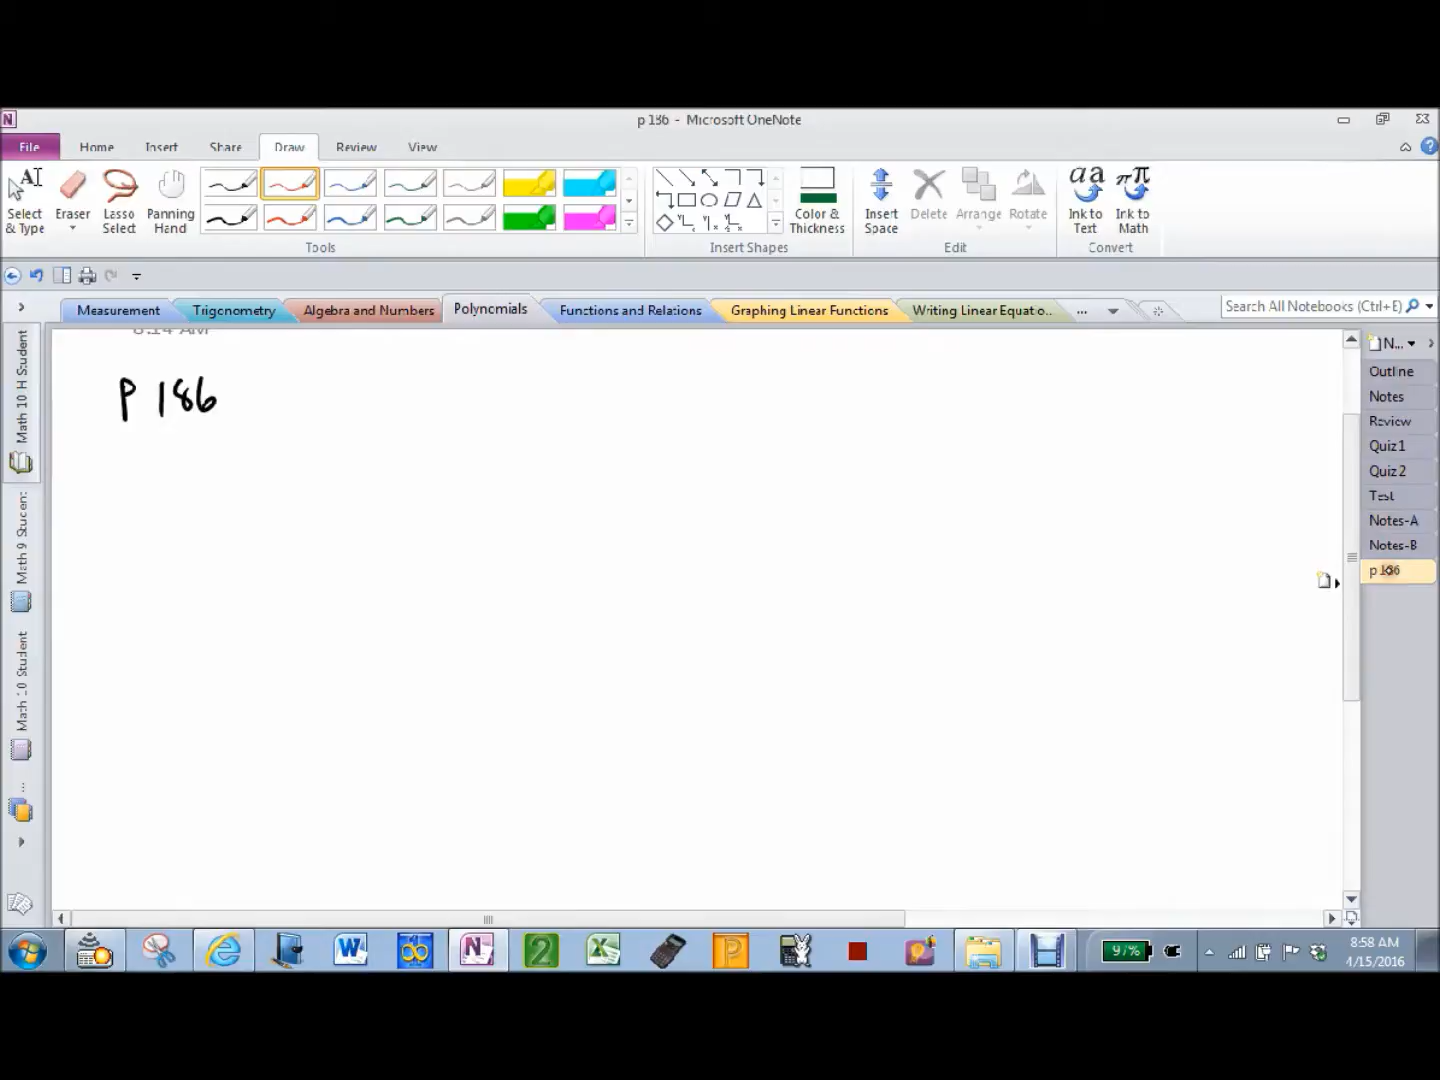 p 186 - Microsoft OneNote
File Home Insert Share Draw Review View
Select & Type
Eraser
Lasso Select
Panning Hand
Color & Thickness
Insert Space
Delete
Arrange
Rotate
Ink to Text
Ink to Math
Tools
Insert Shapes
Edit
Convert
Measurement Trigonometry Algebra and Numbers Polynomials Functions and Relations Graphing Linear Functions Writing Linear Equatio.. ...
Search All Notebooks (Ctrl+E)
8:14 AM
P 186
Math 10 H Student
Math 9 Student
Math 10 Student
N...
Outline
Notes
Review
Quiz 1
Quiz 2
Test
Notes-A
Notes-B
p 186
97%
8:58 AM
4/15/2016